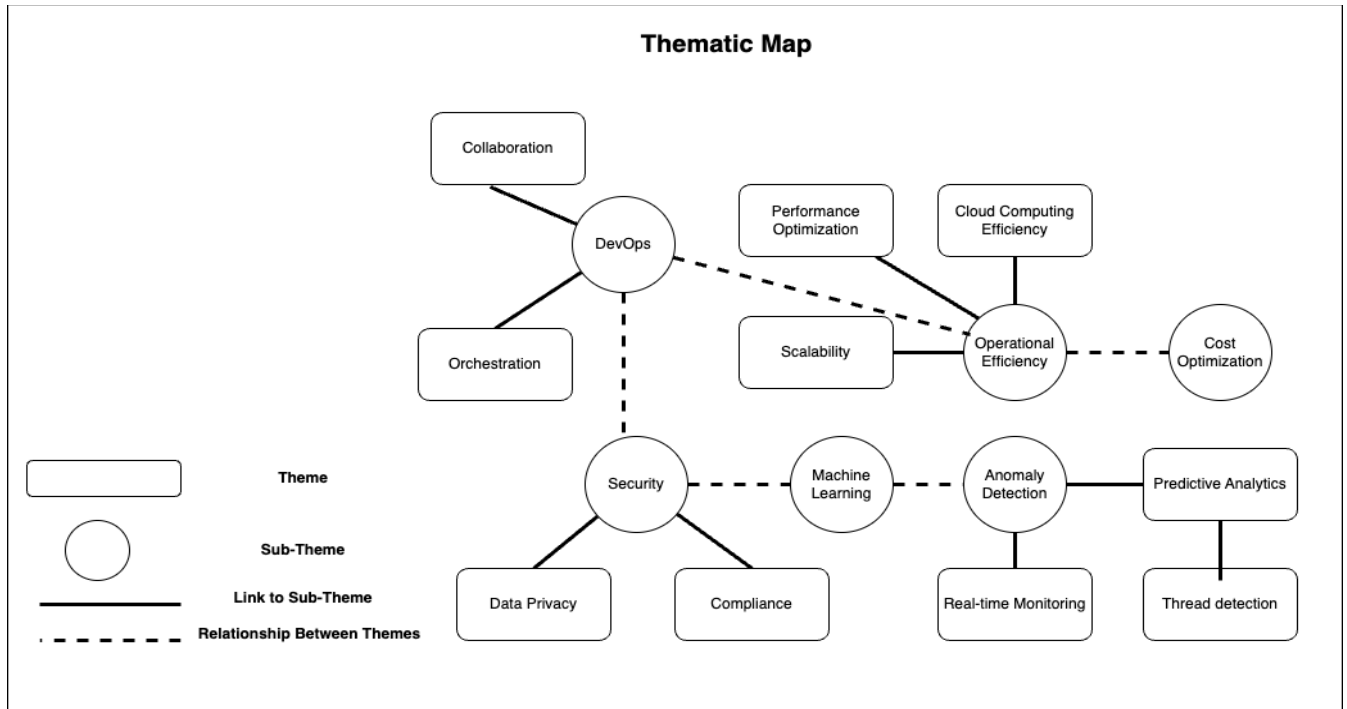 Thematic Map
Collaboration
DevOps
Performance
Optimization
Cloud Computing
Efficiency
Orchestration
Scalability
Operational
Efficiency
Cost
Optimization
Theme
Sub-Theme
Link to Sub-Theme
Relationship Between Themes
Security
Machine
Learning
Anomaly
Detection
Predictive Analytics
Data Privacy
Compliance
Real-time Monitoring
Thread detection